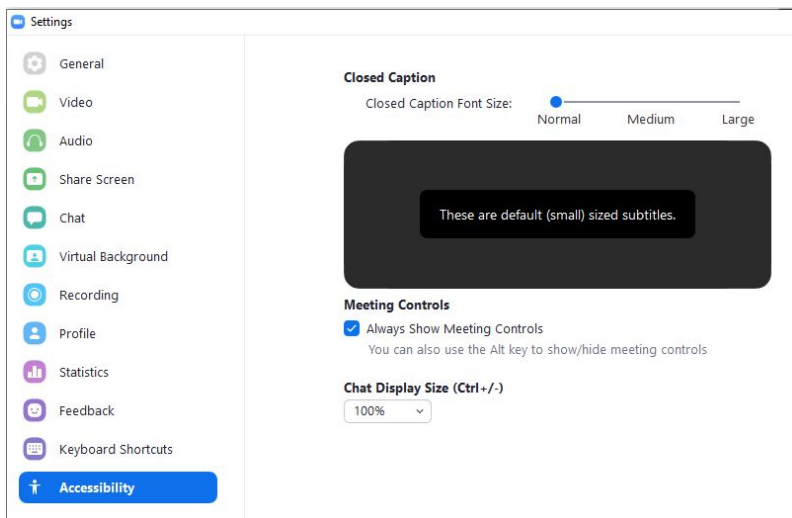 Settings
General
Video
Audio
Share Screen
Chat
Virtual Background
Recording
Profile
Statistics
Feedback
Keyboard Shortcuts
Accessibility
Closed Caption
Closed Caption Font Size:
Normal Medium Large
These are default (small) sized subtitles.
Meeting Controls
Always Show Meeting Controls
You can also use the Alt key to show/hide meeting controls
Chat Display Size (Ctrl+/-)
100%